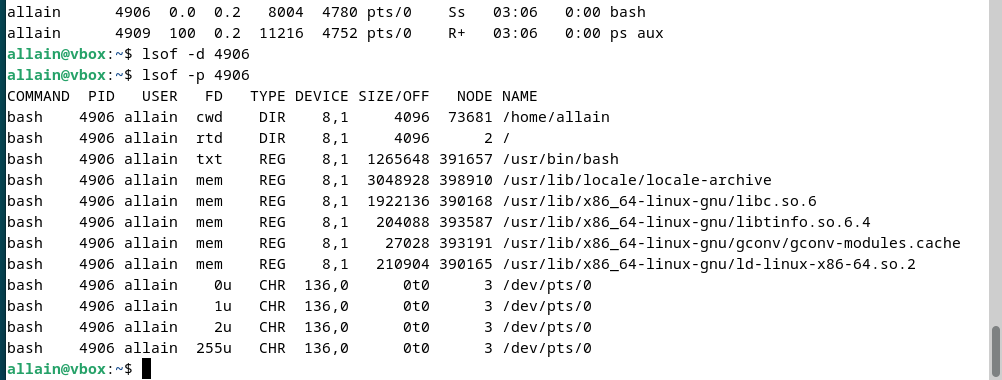 allain      4906  0.0  0.2   8004  4780 pts/0    Ss   03:06   0:00 bash
allain      4909  100  0.2  11216  4752 pts/0    R+   03:06   0:00 ps aux
allain@vbox:~$ lsof -d 4906
allain@vbox:~$ lsof -p 4906
COMMAND  PID   USER   FD   TYPE DEVICE SIZE/OFF   NODE NAME
bash    4906 allain  cwd    DIR    8,1     4096  73681 /home/allain
bash    4906 allain  rtd    DIR    8,1     4096      2 /
bash    4906 allain  txt    REG    8,1  1265648 391657 /usr/bin/bash
bash    4906 allain  mem    REG    8,1  3048928 398910 /usr/lib/locale/locale-archive
bash    4906 allain  mem    REG    8,1  1922136 390168 /usr/lib/x86_64-linux-gnu/libc.so.6
bash    4906 allain  mem    REG    8,1   204088 393587 /usr/lib/x86_64-linux-gnu/libtinfo.so.6.4
bash    4906 allain  mem    REG    8,1    27028 393191 /usr/lib/x86_64-linux-gnu/gconv/gconv-modules.cache
bash    4906 allain  mem    REG    8,1   210904 390165 /usr/lib/x86_64-linux-gnu/ld-linux-x86-64.so.2
bash    4906 allain    0u   CHR  136,0      0t0      3 /dev/pts/0
bash    4906 allain    1u   CHR  136,0      0t0      3 /dev/pts/0
bash    4906 allain    2u   CHR  136,0      0t0      3 /dev/pts/0
bash    4906 allain  255u   CHR  136,0      0t0      3 /dev/pts/0
allain@vbox:~$